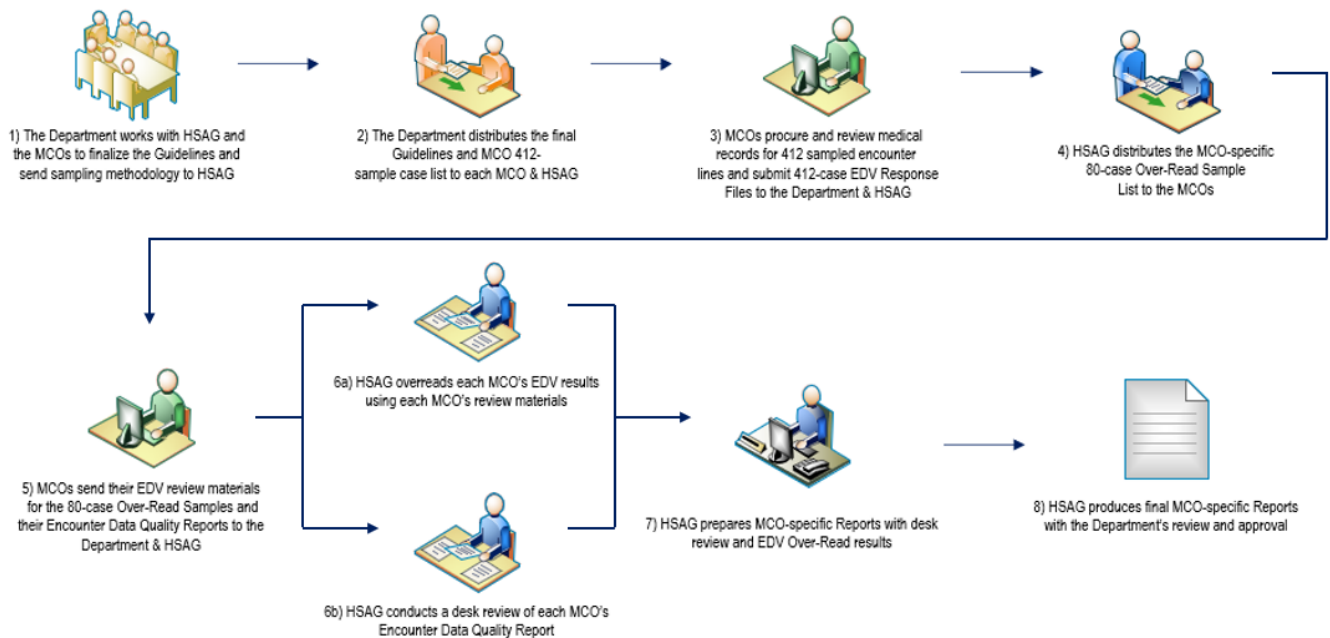 1) The Department works with HSAG and
the MCOs to finalize the Guidelines and
send sampling methodology to HSAG
2) The Department distributes the final
Guidelines and MCO 412-
sample case list to each MCO & HSAG
3) MCOs procure and review medical
records for 412 sampled encounter
lines and submit 412-case EDV Response
Files to the Department & HSAG
4) HSAG distributes the MCO-specific
80-case Over-Read Sample
List to the MCOs
5) MCOs send their EDV review materials
for the 80-case Over-Read Samples and
their Encounter Data Quality Reports to the
Department & HSAG
6a) HSAG overreads each MCO's EDV results
using each MCO's review materials
6b) HSAG conducts a desk review of each MCO's
Encounter Data Quality Report
7) HSAG prepares MCO-specific Reports with desk
review and EDV Over-Read results
8) HSAG produces final MCO-specific Reports
with the Department's review and approval